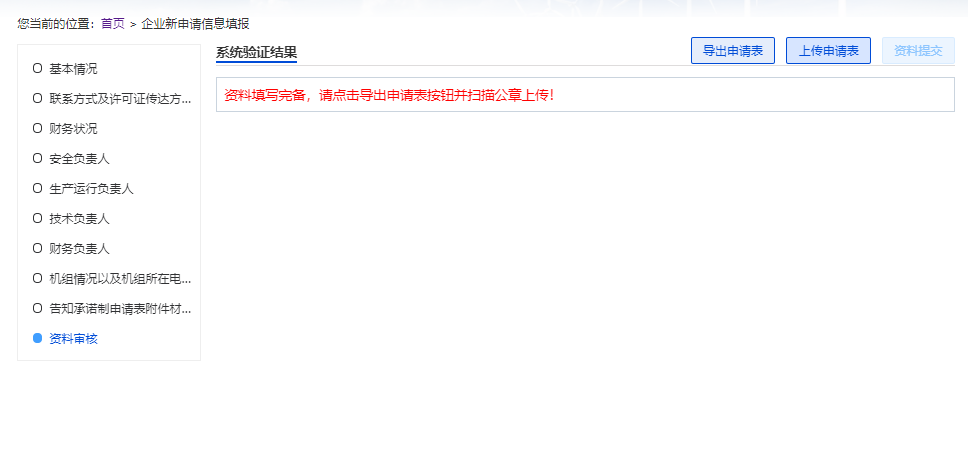 您当前的位置：首页 > 企业新申请信息填报
系统验证结果
导出申请表
上传申请表
资料提交
资料填写完备，请点击导出申请表按钮并扫描公章上传！
基本情况
联系方式及许可证传达方...
财务状况
安全负责人
生产运行负责人
技术负责人
财务负责人
机组情况以及机组所在电...
告知承诺制申请表附件材...
资料审核